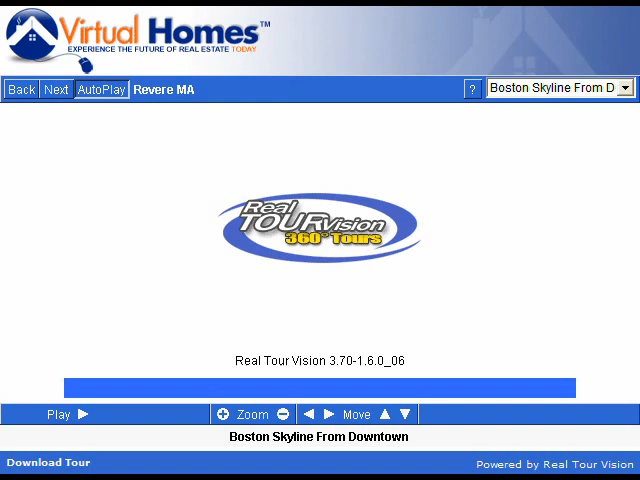 Virtual Homes™
EXPERIENCE THE FUTURE OF REAL ESTATE TODAY
Back Next AutoPlay Revere MA ? Boston Skyline From D
Real
TOURVision
360° Tours
Real Tour Vision 3.70-1.6.0_06
Play Zoom Move
Boston Skyline From Downtown
Download Tour Powered by Real Tour Vision